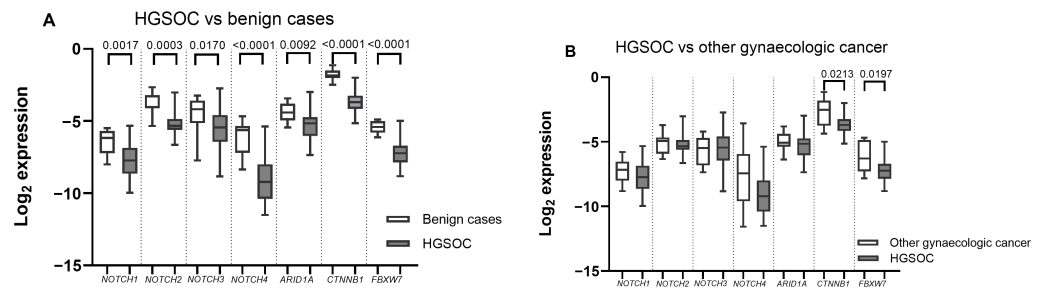 A
HGSOC vs benign cases
0.0017 0.0003 0.0170 <0.0001 0.0092 <0.0001 <0.0001
0
−5
−10
−15
Log2 expression
Benign cases
HGSOC
NOTCH1 NOTCH2 NOTCH3 NOTCH4 ARID1A CTNNB1 FBXW7
B
HGSOC vs other gynaecologic cancer
0.0213 0.0197
0
−5
−10
−15
Log2 expression
Other gynaecologic cancer
HGSOC
NOTCH1 NOTCH2 NOTCH3 NOTCH4 ARID1A CTNNB1 FBXW7